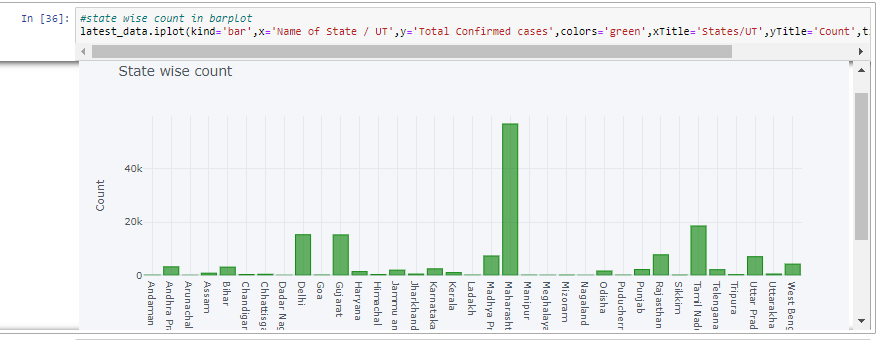 In [36]:
#state wise count in barplot
latest_data.iplot(kind='bar',x='Name of State / UT',y='Total Confirmed cases',colors='green',xTitle='States/UT',yTitle='Count',t
State wise count
Count
40k
20k
0
Andaman
Andhra Pr
Arunachal
Assam
Bihar
Chandigar
Chhattisga
Dadar Nag
Delhi
Goa
Gujarat
Haryana
Himachal
Jammu an
Jharkhand
Karnataka
Kerala
Ladakh
Madhya Pr
Maharasht
Manipur
Meghalaya
Mizoram
Nagaland
Odisha
Puducherr
Punjab
Rajasthan
Sikkim
Tamil Nadu
Telengana
Tripura
Uttar Prad
Uttarakha
West Beng